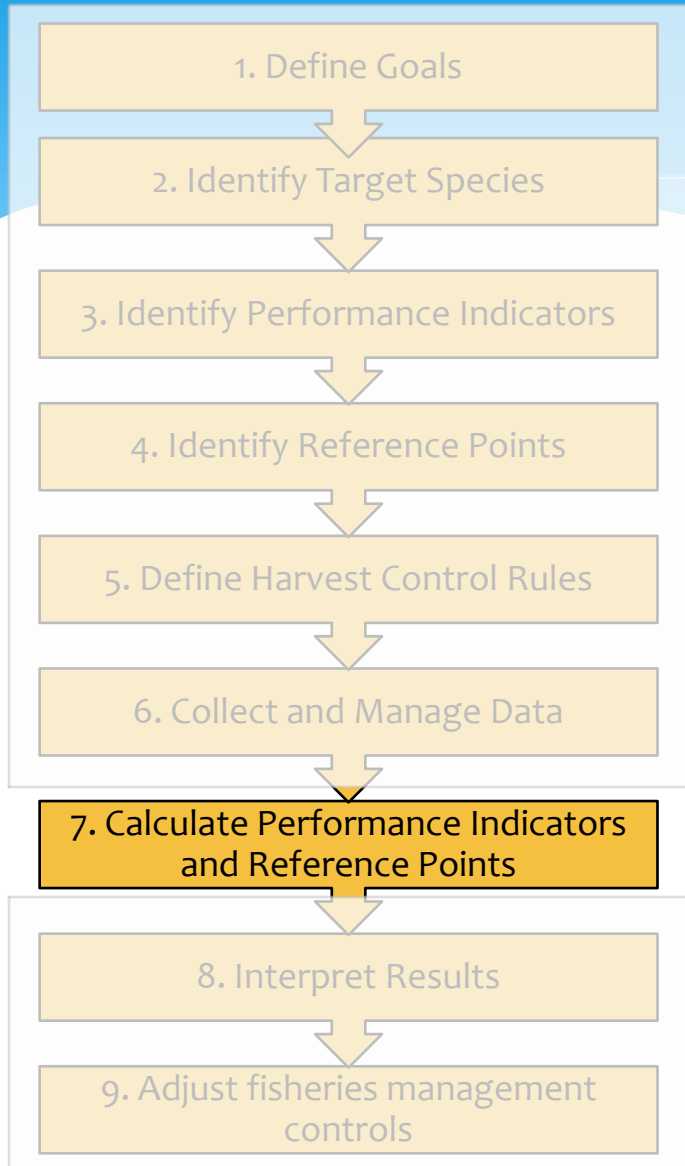 1. Define Goals
2. Identify Target Species
3. Identify Performance Indicators
4. Identify Reference Points
5. Define Harvest Control Rules
6. Collect and Manage Data
7. Calculate Performance Indicators
and Reference Points
8. Interpret Results
9. Adjust fisheries management
controls